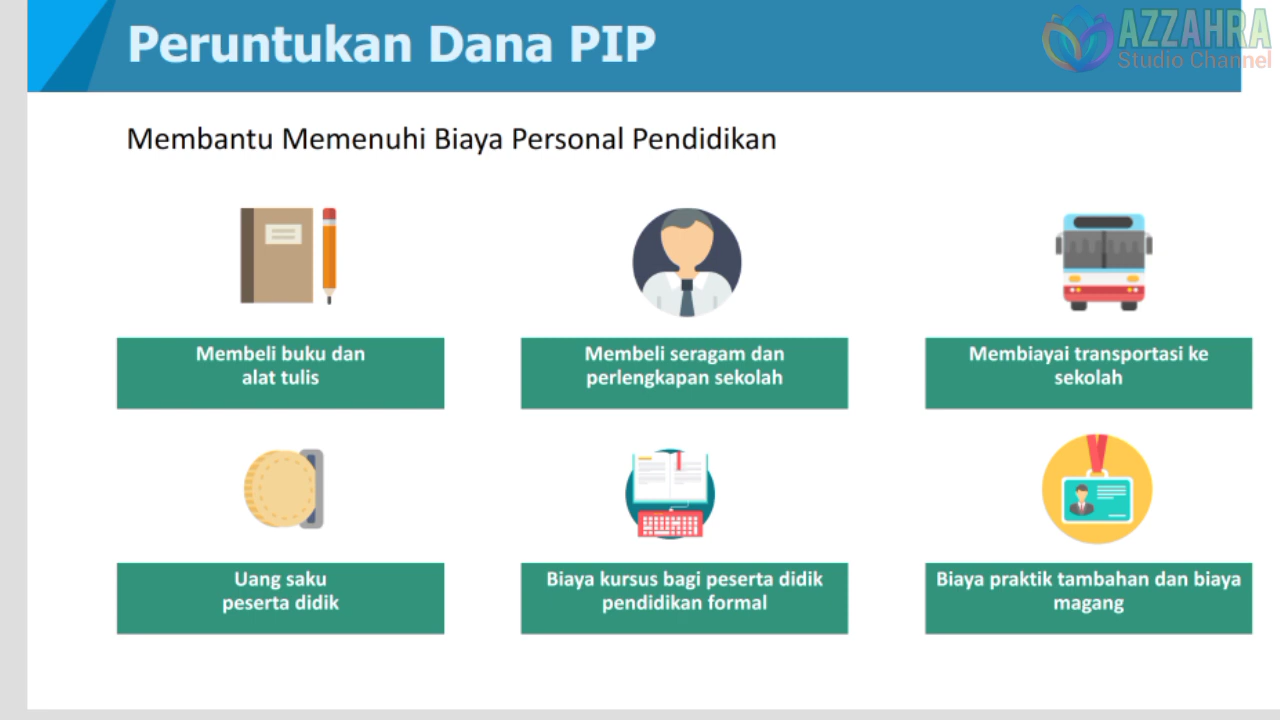 Peruntukan Dana PIP
AZZAHRA
Studio Channel
Membantu Memenuhi Biaya Personal Pendidikan
Membeli buku dan
alat tulis
Membeli seragam dan
perlengkapan sekolah
Membiayai transportasi ke
sekolah
Uang saku
peserta didik
Biaya kursus bagi peserta didik
pendidikan formal
Biaya praktik tambahan dan biaya
magang